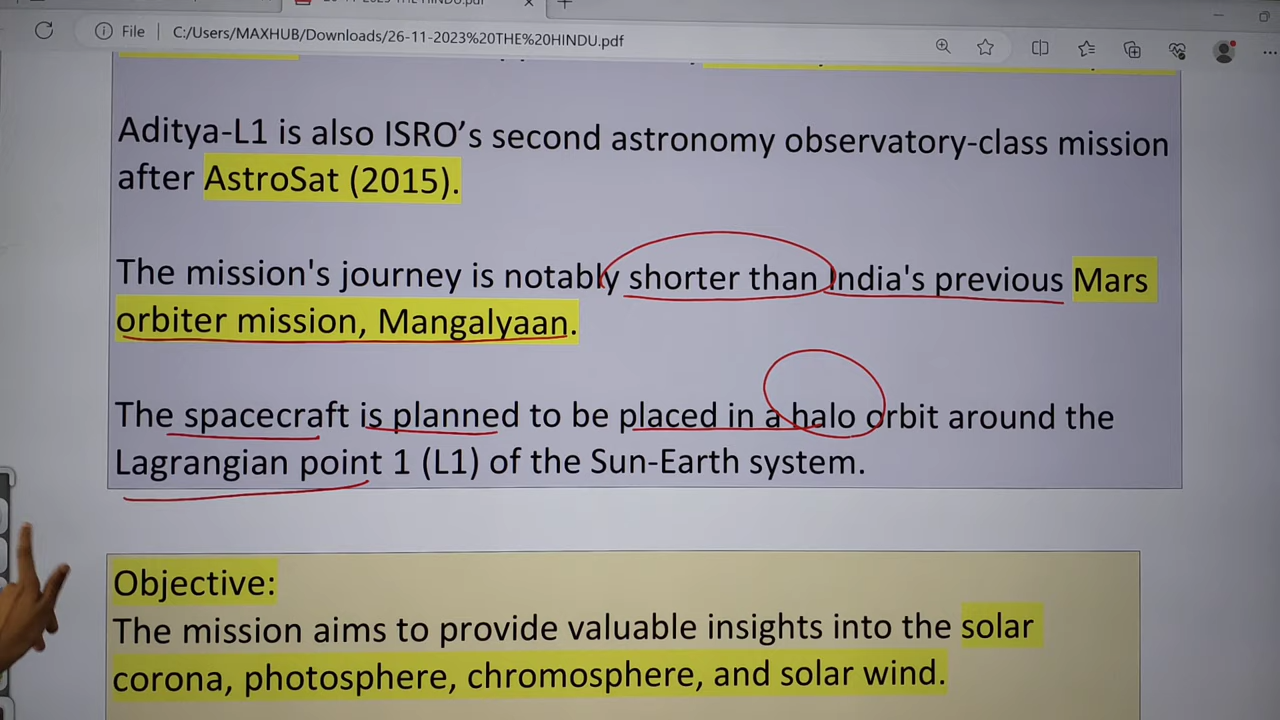 File
C:/Users/MAXHUB/Downloads/26-11-2023%20THE%20HINDU.pdf
Aditya-L1 is also ISRO’s second astronomy observatory-class mission
after AstroSat (2015).
The mission's journey is notably shorter than India's previous Mars
orbiter mission, Mangalyaan.
The spacecraft is planned to be placed in a halo orbit around the
Lagrangian point 1 (L1) of the Sun-Earth system.
Objective:
The mission aims to provide valuable insights into the solar
corona, photosphere, chromosphere, and solar wind.